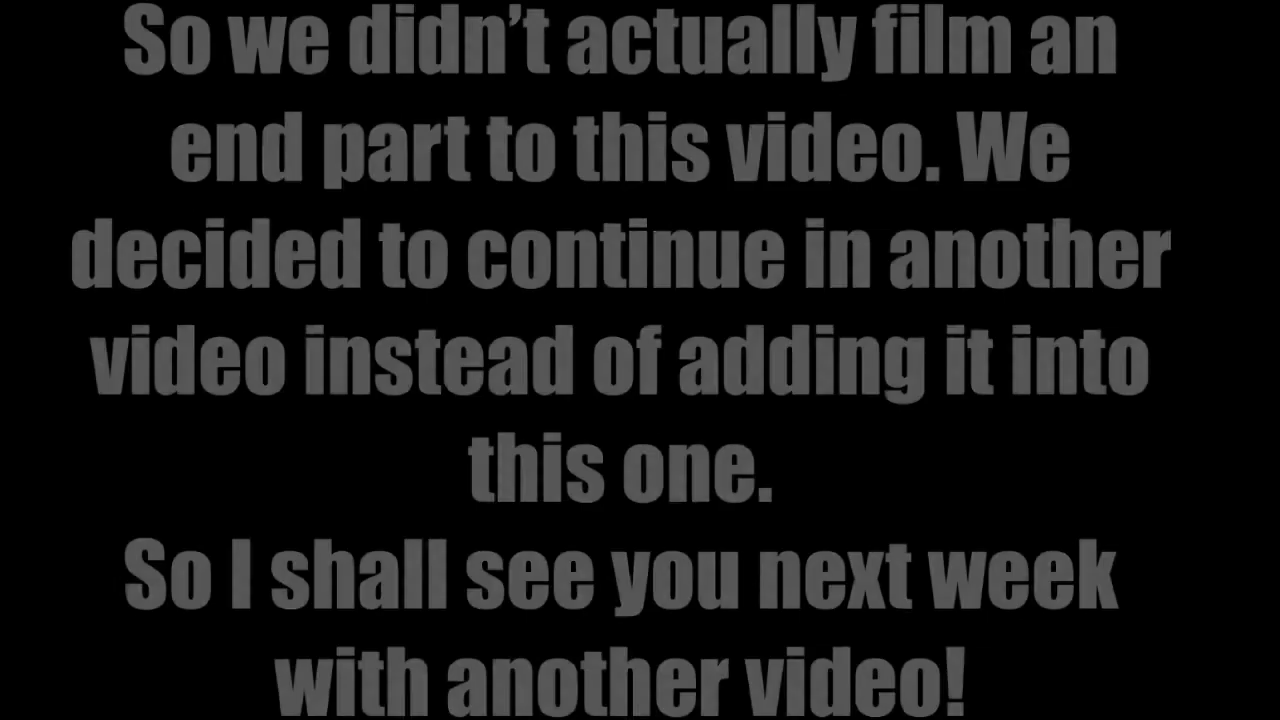 So we didn’t actually film an
end part to this video. We
decided to continue in another
video instead of adding it into
this one.
So I shall see you next week
with another video!